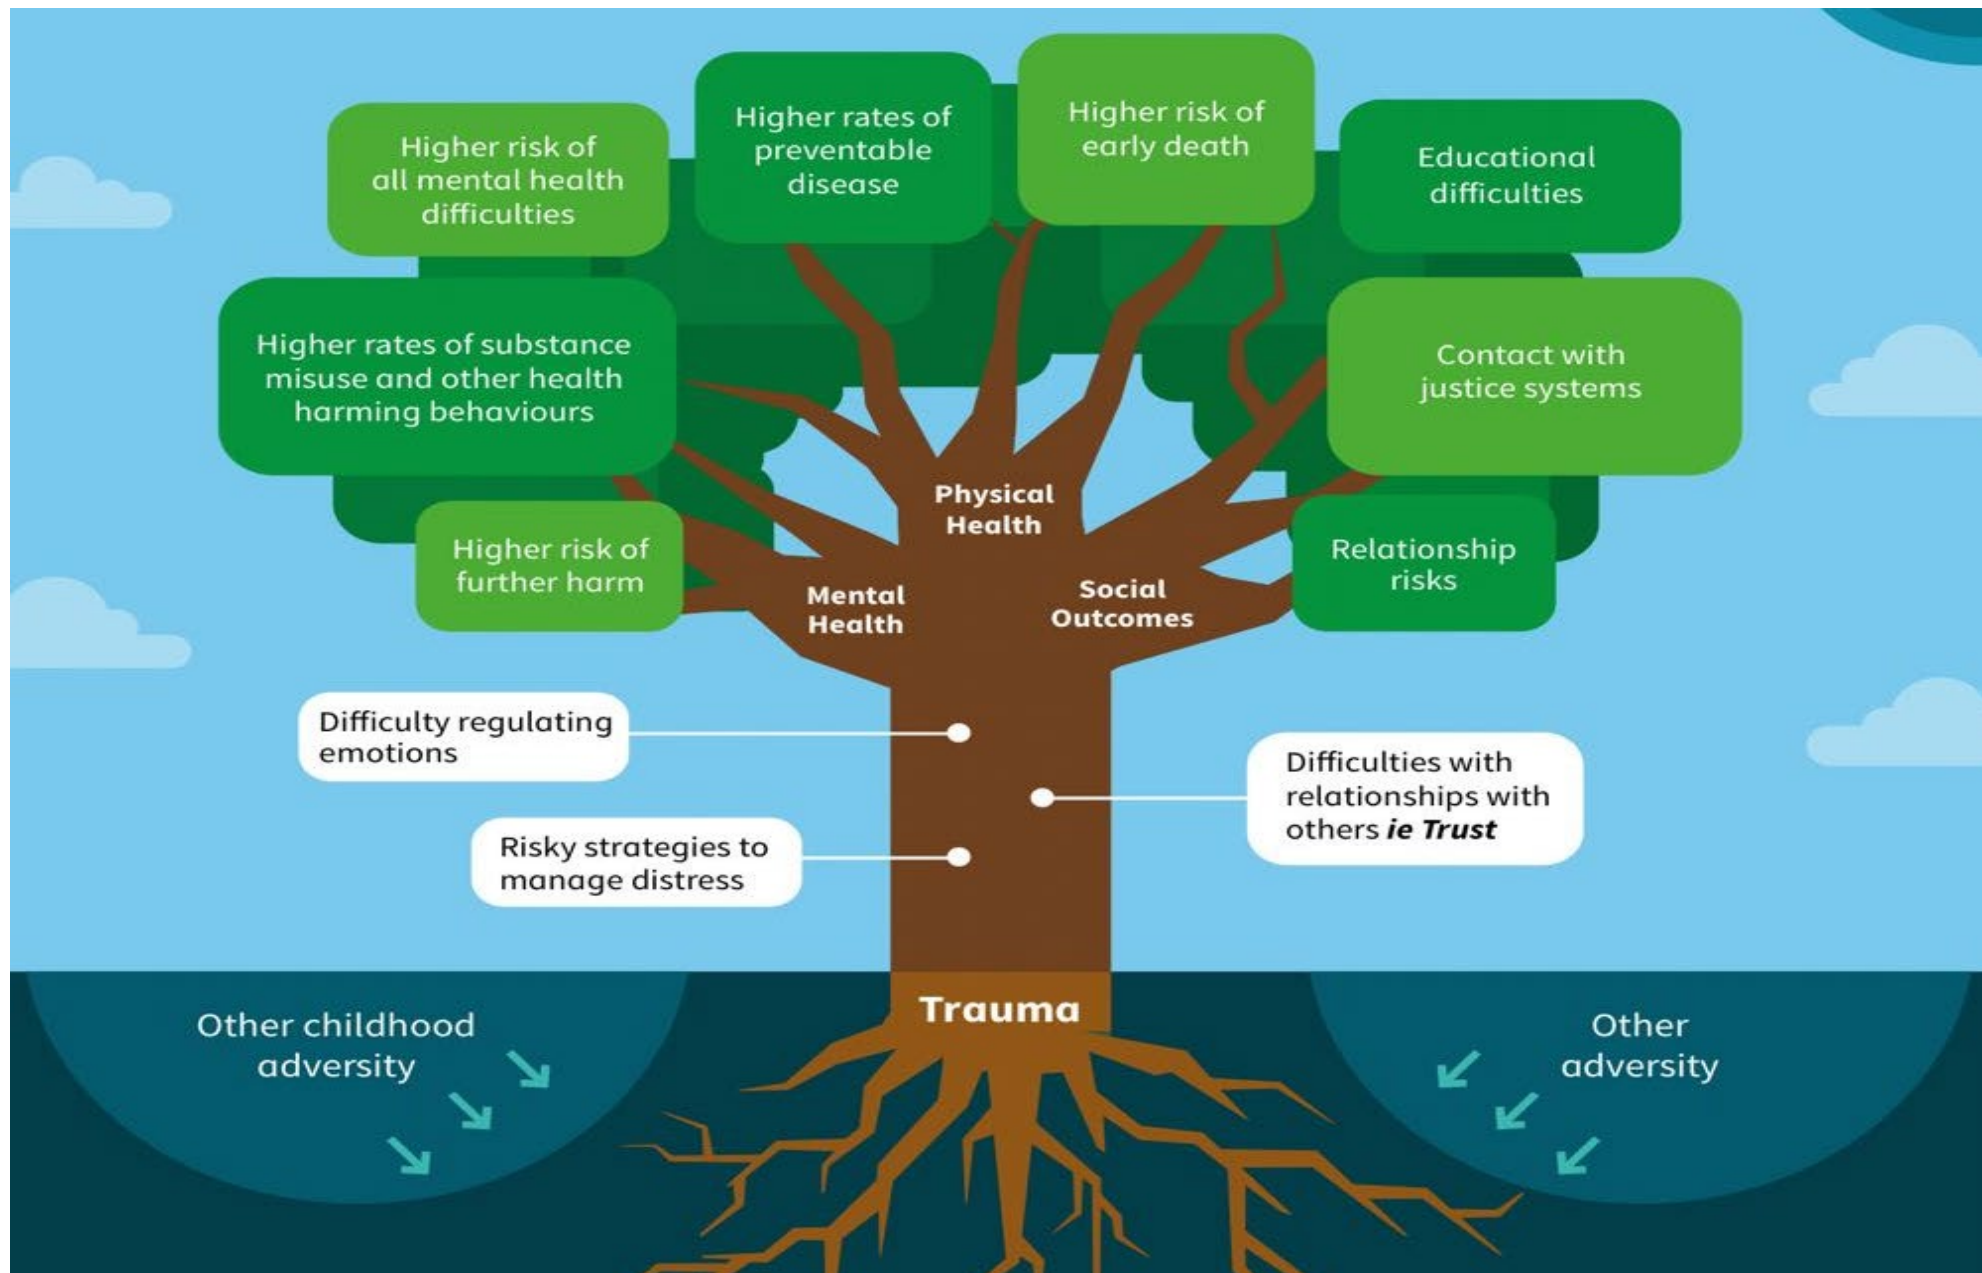 Higher risk of
all mental health
difficulties
Higher rates of
preventable
disease
Higher risk of
early death
Educational
difficulties
Higher rates of substance
misuse and other health
harming behaviours
Contact with
justice systems
Higher risk of
further harm
Physical
Health
Relationship
risks
Mental
Health
Social
Outcomes
Difficulty regulating
emotions
Difficulties with
relationships with
others ie Trust
Risky strategies to
manage distress
Trauma
Other childhood
adversity
Other
adversity